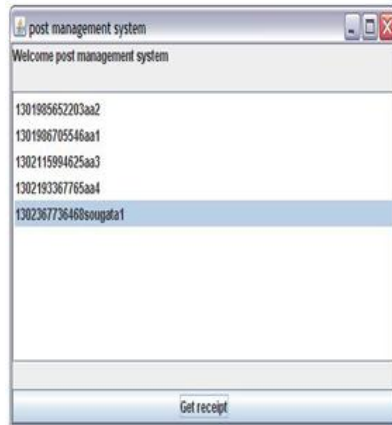 post management system
Welcome post management system
1301985652203aa2
1301986705546aa1
1302115994625aa3
1302193367765aa4
1302367736468sougata1
Get receipt